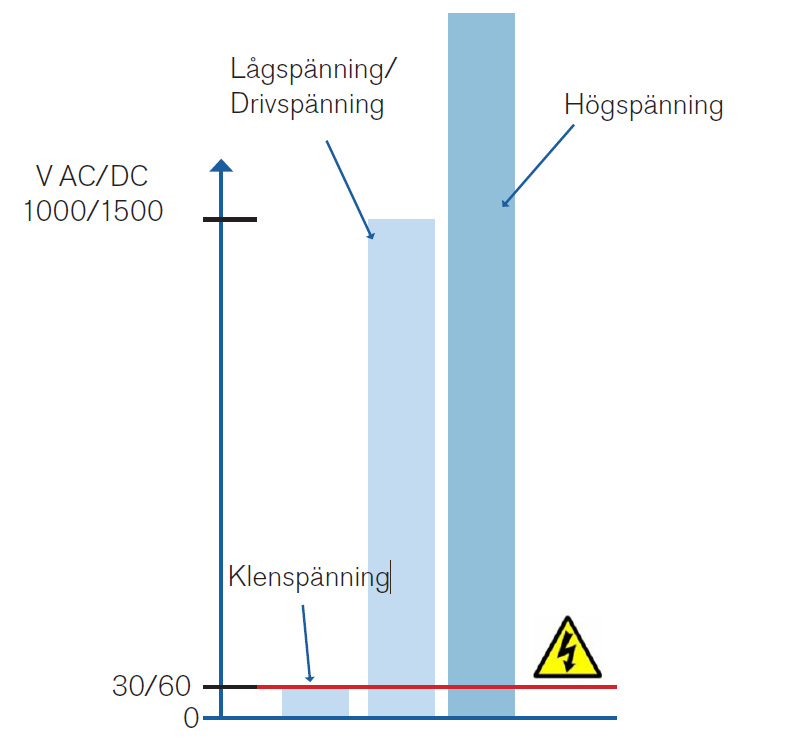 Lågspänning/
Drivspänning
Högspänning
V AC/DC
1000/1500
Klenspänning
30/60
0